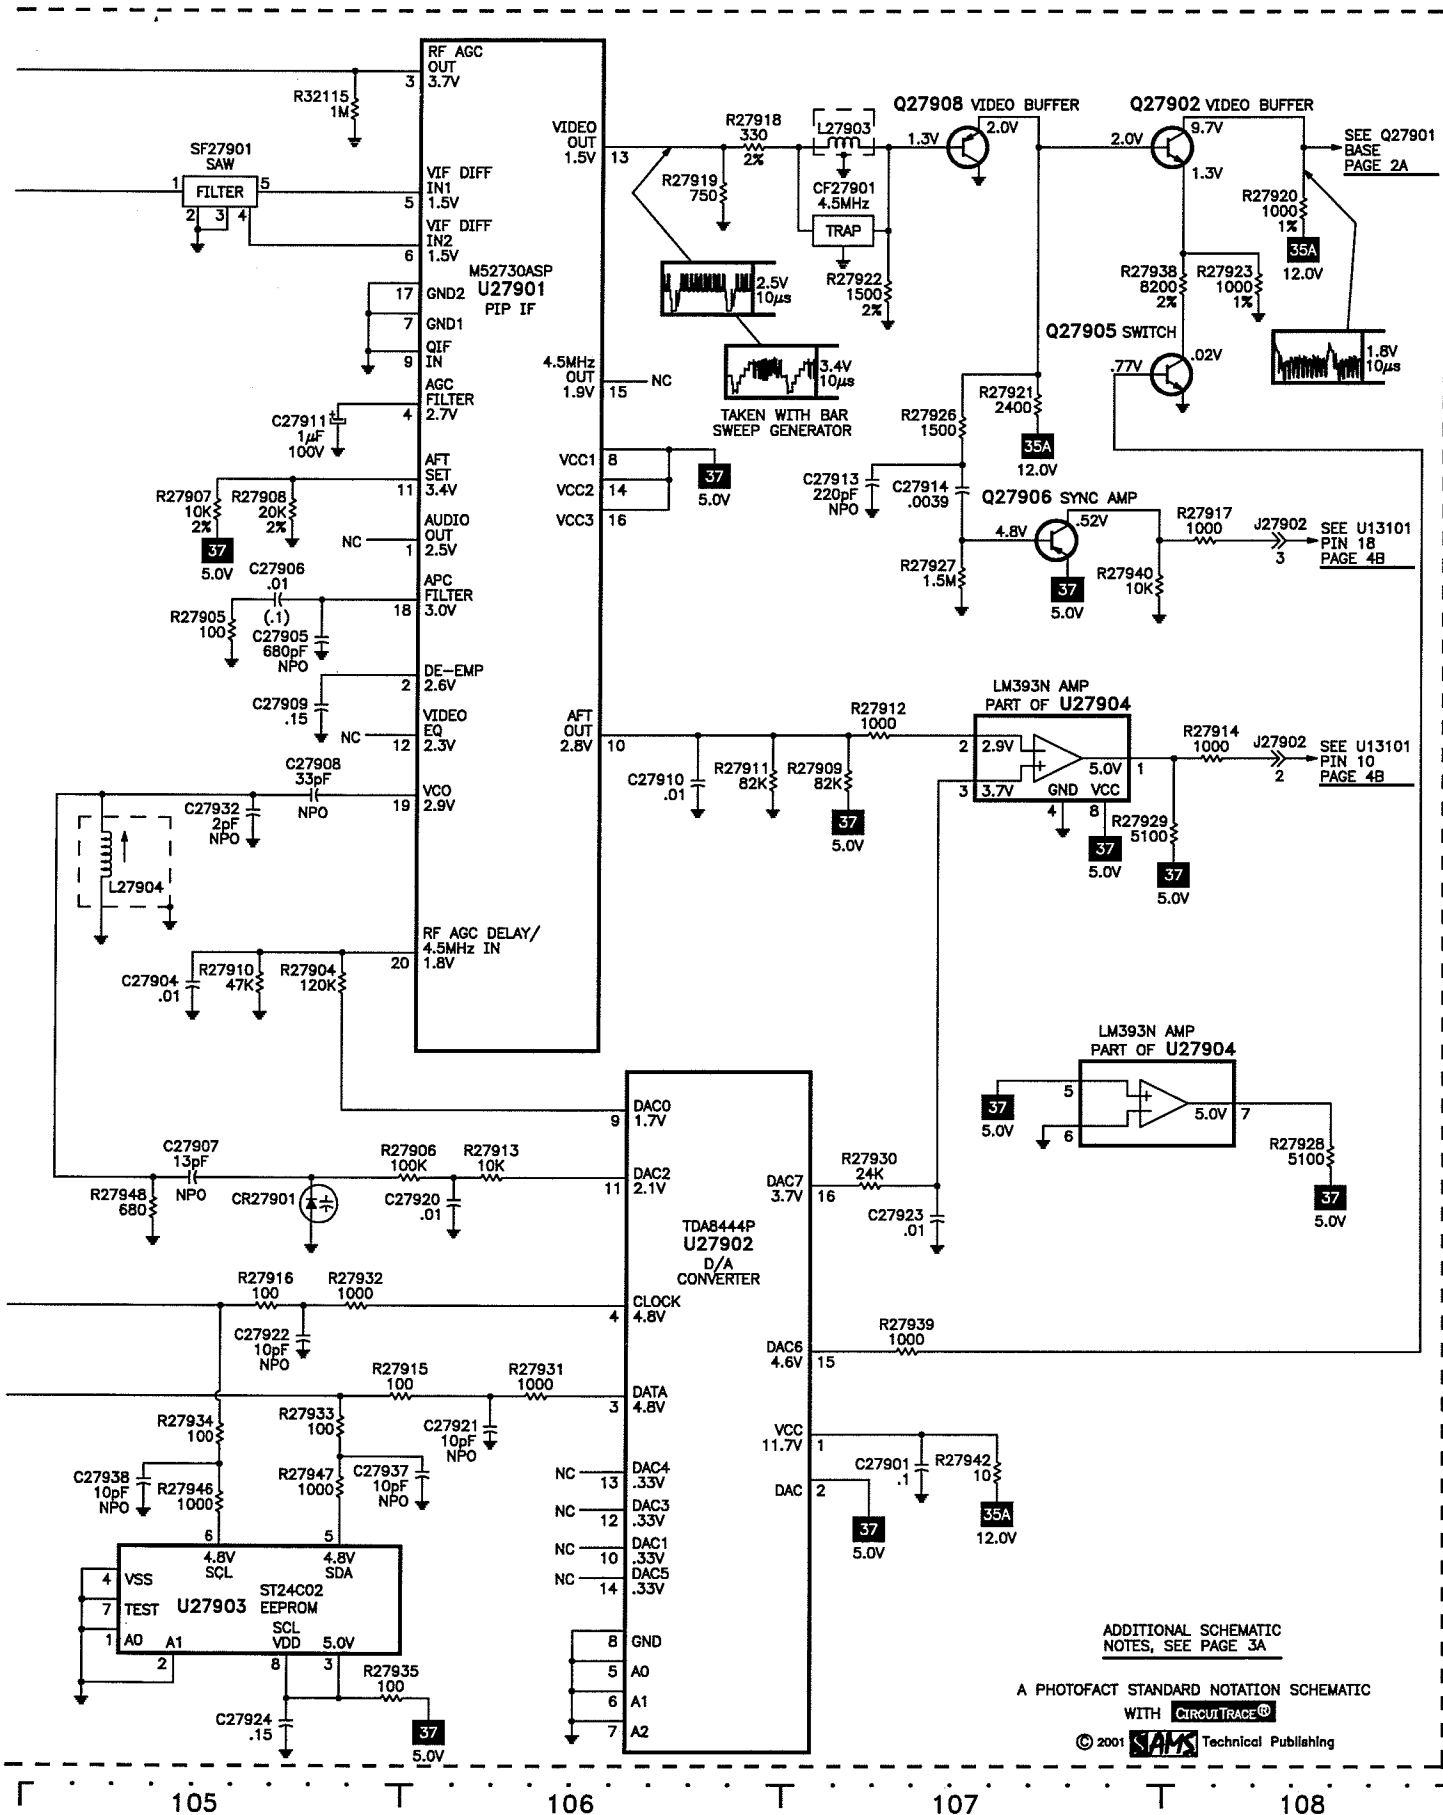 RF AGC
OUT
3 3.7V
R32115
1M
SF27901
SAW
1 FILTER 5
2 3 4
VIF DIFF
IN1
5 1.5V
VIF DIFF
IN2
6 1.5V
M52730ASP
U27901
PIP IF
17 GND2
7 GND1
QIF
9 IN
AGC
FILTER
4 2.7V
C27911
1µF
100V
+
AFT
SET
11 3.4V
R27907
10K
2%
R27908
20K
2%
37
5.0V
AUDIO
OUT
NC 1 2.5V
C27906
.01
(.1)
APC
FILTER
18 3.0V
R27905
100
C27905
680pF
NPO
DE-EMP
2 2.6V
C27909
.15
VIDEO
EQ
NC 12 2.3V
C27908
33pF
NPO
VCO
19 2.9V
C27932
2pF
NPO
L27904
RF AGC DELAY/
4.5MHz IN
20 1.8V
C27904
.01
R27910
47K
R27904
120K
VIDEO
OUT
1.5V 13
R27918
330
2%
L27903
R27919
750
CF27901
4.5MHz
TRAP
R27922
1500
2%
2.5V
10µs
3.4V
10µs
TAKEN WITH BAR
SWEEP GENERATOR
4.5MHz
OUT
1.9V 15 NC
VCC1 8
VCC2 14
VCC3 16
37
5.0V
Q27908 VIDEO BUFFER
1.3V
2.0V
Q27902 VIDEO BUFFER
2.0V
9.7V
1.3V
SEE Q27901
BASE
PAGE 2A
R27920
1000
1%
35A
12.0V
R27938
8200
2%
R27923
1000
1%
Q27905 SWITCH
.77V
.02V
1.8V
10µs
R27926
1500
R27921
2400
35A
12.0V
C27913
220pF
NPO
C27914
.0039
Q27906 SYNC AMP
4.8V
.52V
R27927
1.5M
37
5.0V
R27940
10K
R27917
1000
J27902
3
SEE U13101
PIN 18
PAGE 4B
AFT
OUT
2.8V 10
C27910
.01
R27911
82K
R27909
82K
37
5.0V
R27912
1000
LM393N AMP
PART OF U27904
2 2.9V
3 3.7V
5.0V 1
GND VCC
4 8
37
5.0V
R27929
5100
37
5.0V
R27914
1000
J27902
2
SEE U13101
PIN 10
PAGE 4B
LM393N AMP
PART OF U27904
5
6
5.0V 7
37
5.0V
R27928
5100
37
5.0V
DAC0
9 1.7V
C27907
13pF
NPO
R27948
680
CR27901
R27906
100K
R27913
10K
C27920
.01
DAC2
11 2.1V
TDA8444P
U27902
D/A
CONVERTER
DAC7
3.7V 16
R27930
24K
C27923
.01
R27916
100
R27932
1000
C27922
10pF
NPO
CLOCK
4 4.8V
R27915
100
R27931
1000
DATA
3 4.8V
C27921
10pF
NPO
DAC6
4.6V 15
R27939
1000
VCC
11.7V 1
C27901
.1
R27942
10
35A
12.0V
DAC 2
37
5.0V
R27934
100
R27933
100
C27938
10pF
NPO
R27946
1000
R27947
1000
C27937
10pF
NPO
NC 13 DAC4
.33V
NC 12 DAC3
.33V
NC 10 DAC1
.33V
NC 14 DAC5
.33V
8 GND
5 A0
6 A1
7 A2
6 5
4.8V 4.8V
SCL SDA
4 VSS
7 TEST
1 A0
A1
2
U27903
ST24C02
EEPROM
SCL
VDD 5.0V
8 3
R27935
100
C27924
.15
37
5.0V
ADDITIONAL SCHEMATIC
NOTES, SEE PAGE 3A
A PHOTOFACT STANDARD NOTATION SCHEMATIC
WITH CIRCUITRACE®
© 2001 SAMS Technical Publishing
105 106 107 108